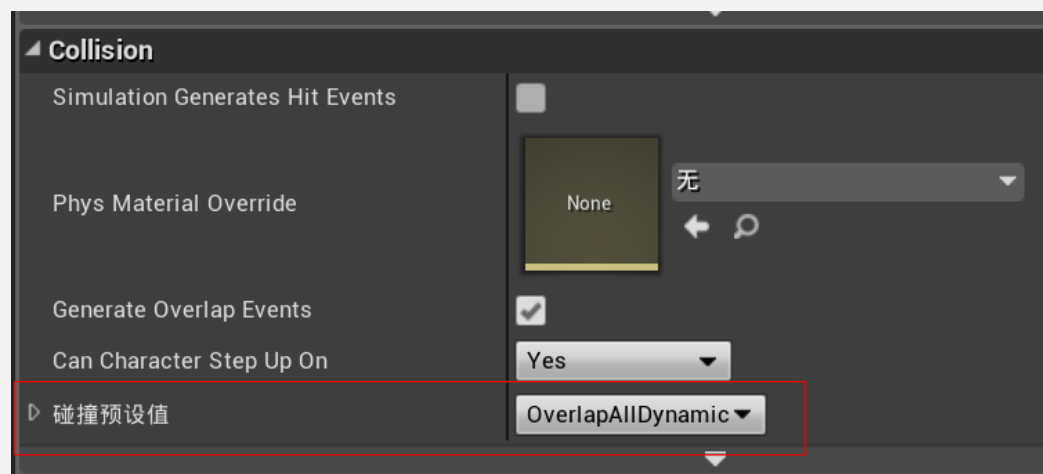 Collision
Simulation Generates Hit Events
Phys Material Override
None
无
Generate Overlap Events
Can Character Step Up On
Yes
碰撞预设值
OverlapAllDynamic